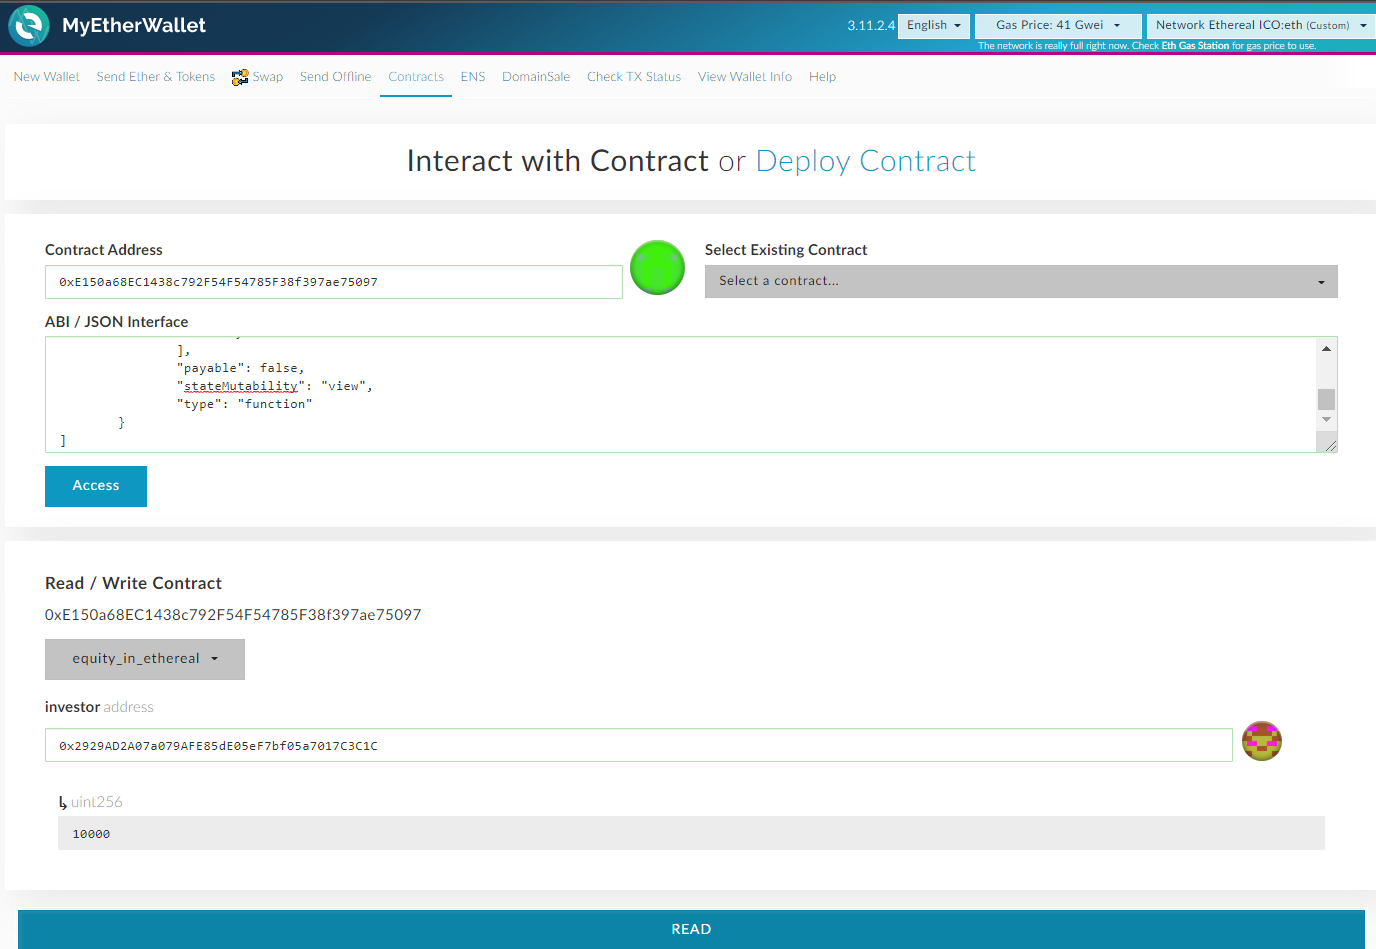 MyEtherWallet
3.11.2.4 English Gas Price: 41 Gwei Network Ethereal ICO:eth (Custom)
The network is really full right now. Check Eth Gas Station for gas price to use.
New Wallet Send Ether & Tokens Swap Send Offline Contracts ENS DomainSale Check TX Status View Wallet Info Help
Interact with Contract or Deploy Contract
Contract Address
0xE150a68EC1438c792F54F54785F38f397ae75097
Select Existing Contract
Select a contract...
ABI / JSON Interface
],
"payable": false,
"stateMutability": "view",
"type": "function"
}
]
Access
Read / Write Contract
0xE150a68EC1438c792F54F54785F38f397ae75097
equity_in_ethereal
investor address
0x2929AD2A07a079AFE85dE05eF7bf05a7017C3C1C
uint256
10000
READ